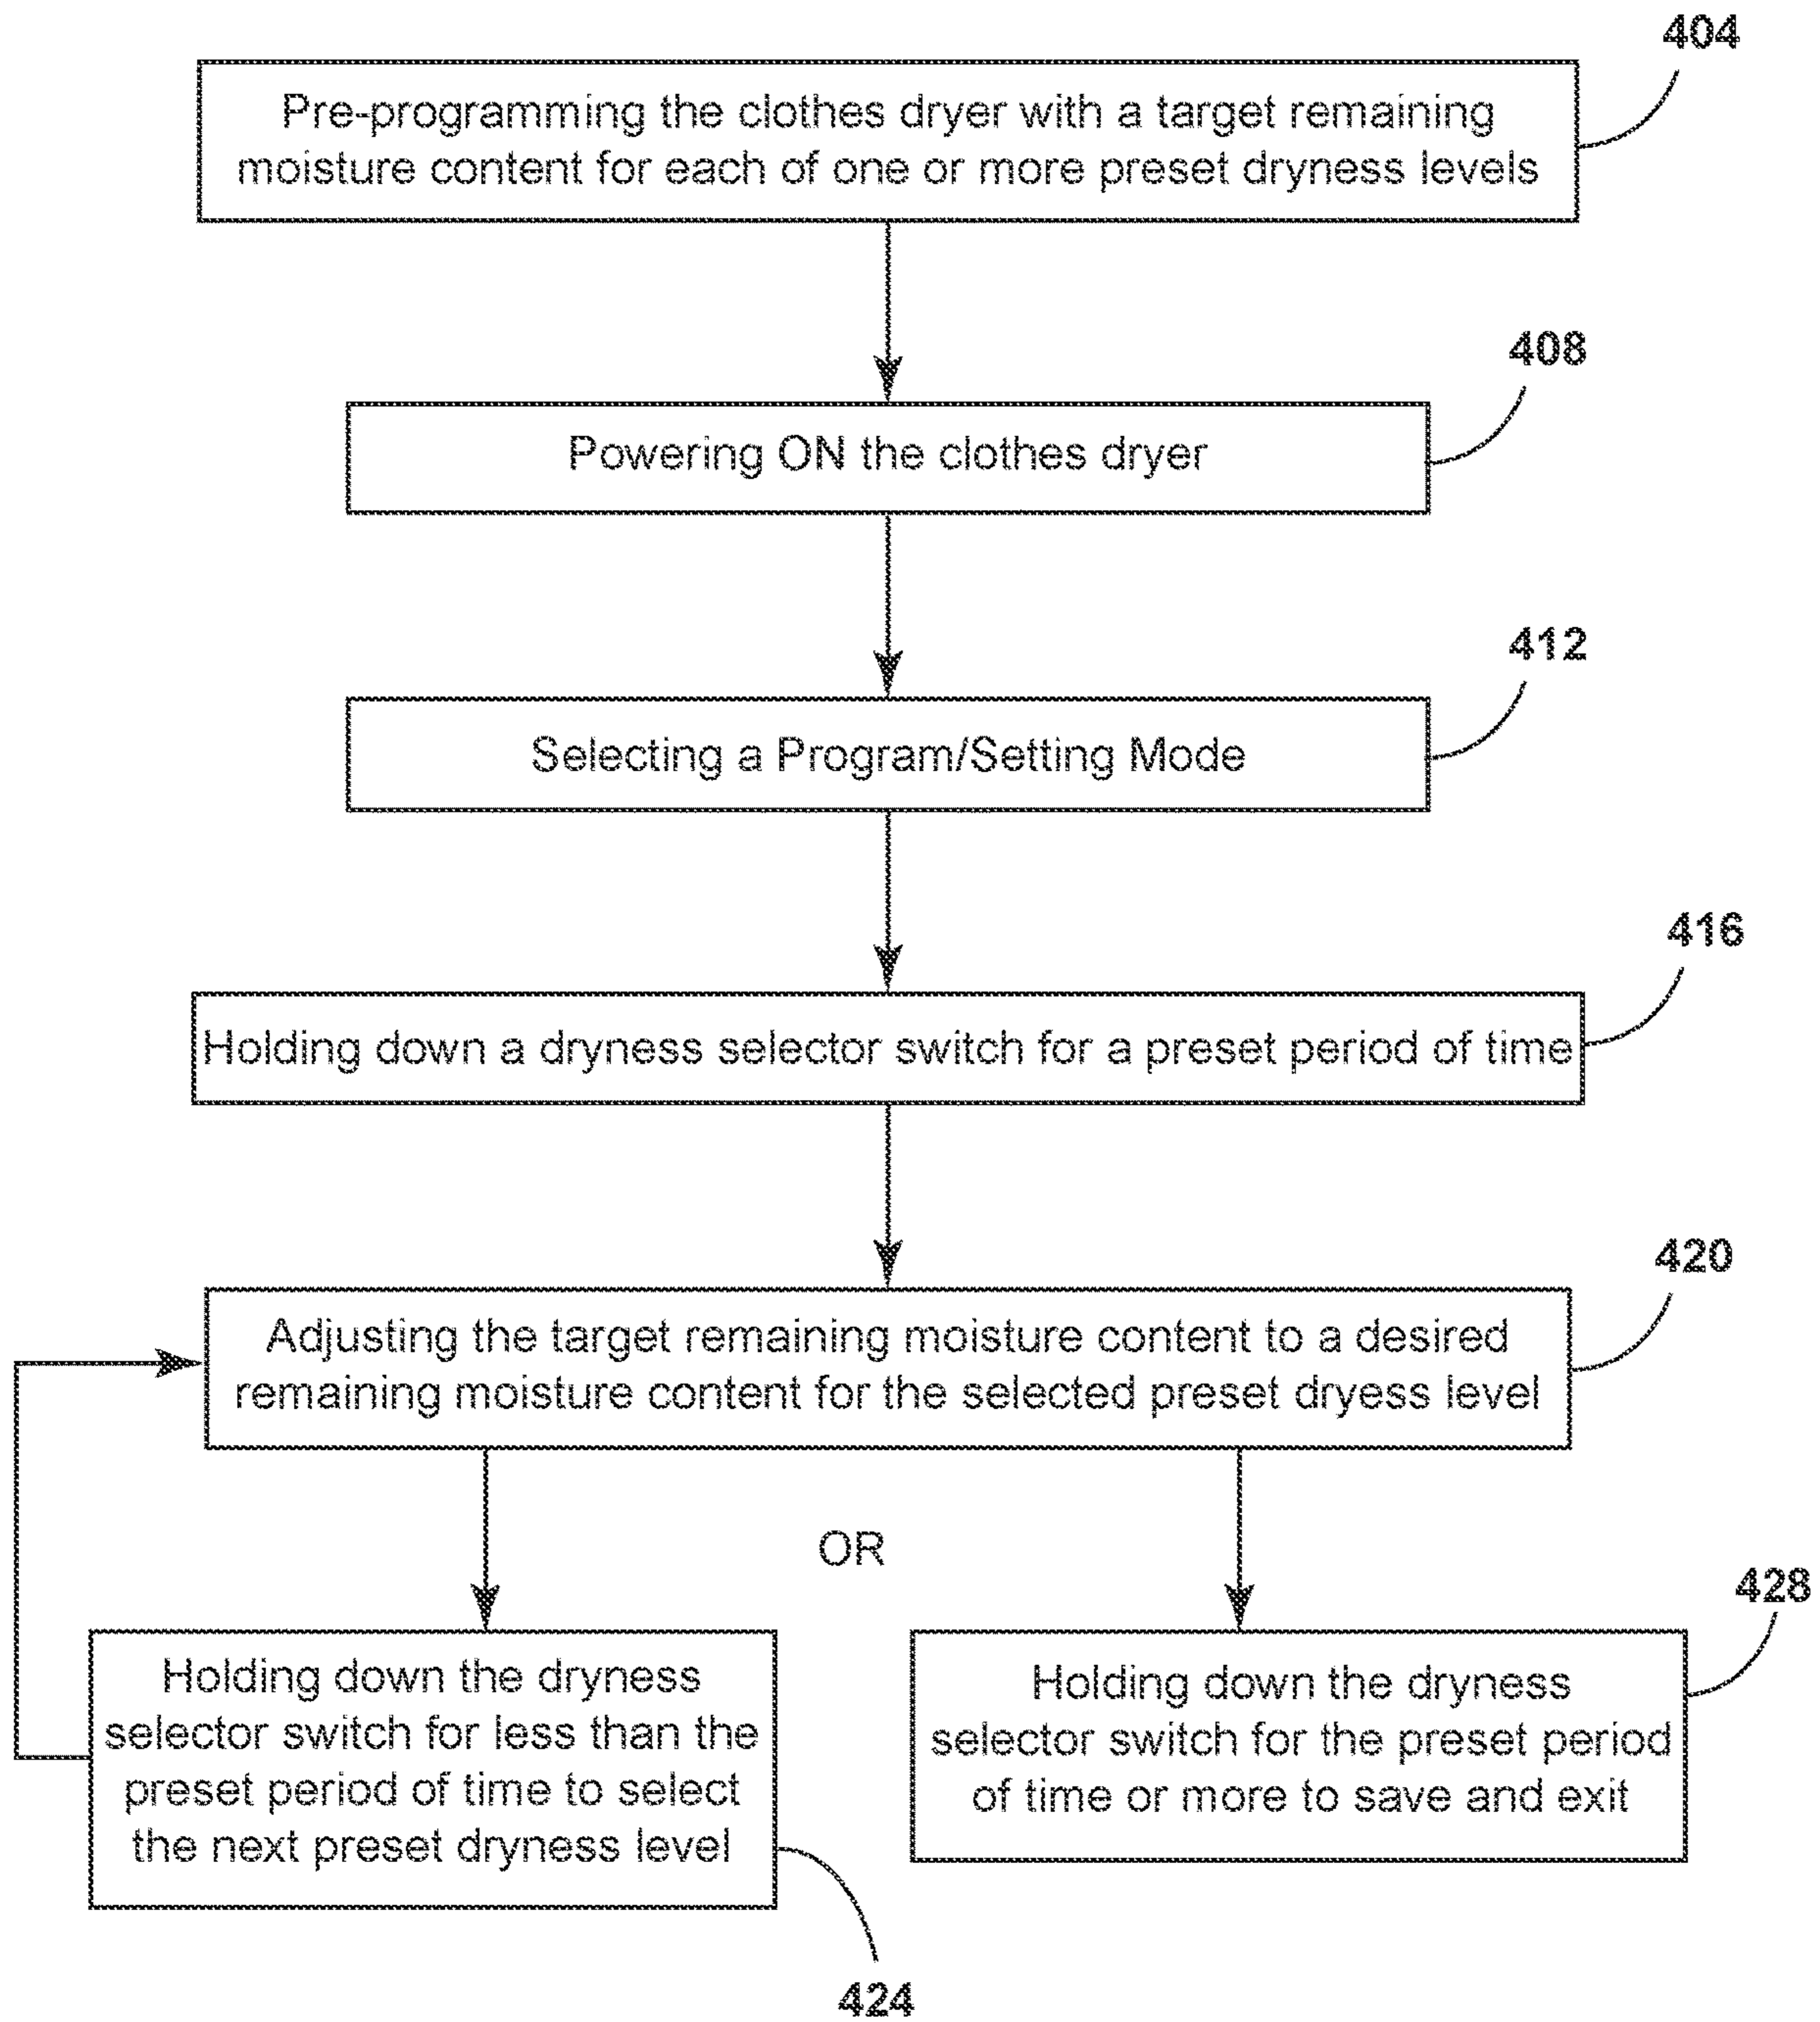 404
Pre-programming the clothes dryer with a target remaining
moisture content for each of one or more preset dryness levels
408
Powering ON the clothes dryer
412
Selecting a Program/Setting Mode
416
Holding down a dryness selector switch for a preset period of time
420
Adjusting the target remaining moisture content to a desired
remaining moisture content for the selected preset dryess level
OR
Holding down the dryness
selector switch for less than the
preset period of time to select
the next preset dryness level
424
428
Holding down the dryness
selector switch for the preset period
of time or more to save and exit